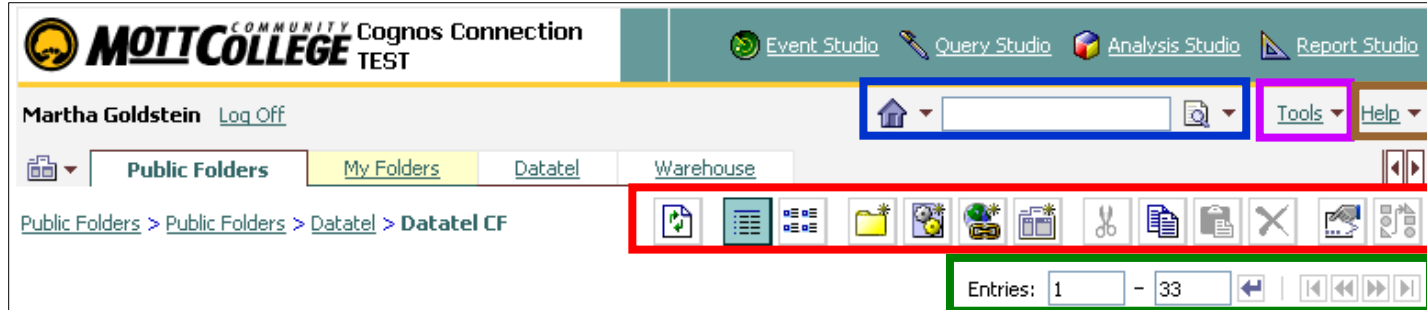 MOTT COMMUNITY COLLEGE Cognos Connection
TEST
Event Studio Query Studio Analysis Studio Report Studio
Martha Goldstein Log Off
Tools Help
Public Folders My Folders Datatel Warehouse
Public Folders > Public Folders > Datatel > Datatel CF
Entries: 1 - 33